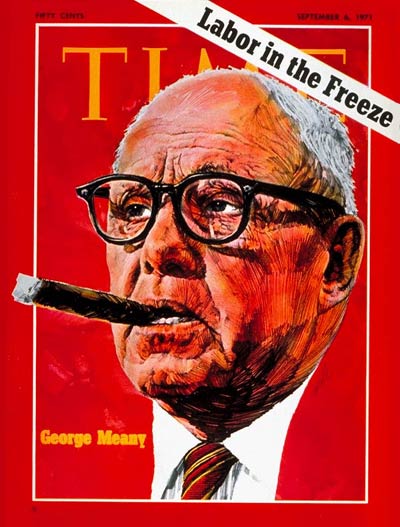 FIFTY CENTS
SEPTEMBER 6, 1971
Labor in the Freeze
TIME
George Meany